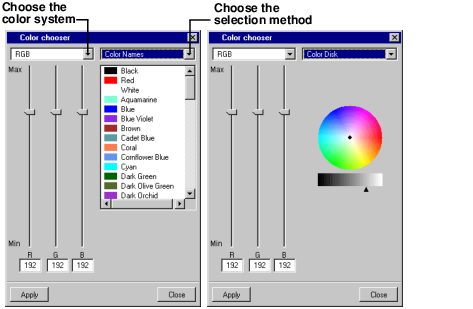 Choose the
color system
Choose the
selection method
Color chooser
RGB
Color Names
Max
Black
Red
White
Aquamarine
Blue
Blue Violet
Brown
Cadet Blue
Coral
Cornflower Blue
Cyan
Dark Green
Dark Olive Green
Dark Orchid
Min
R G B
192 192 192
Apply Close
Color chooser
RGB
Color Disk
Max
Min
R G B
192 192 192
Apply Close